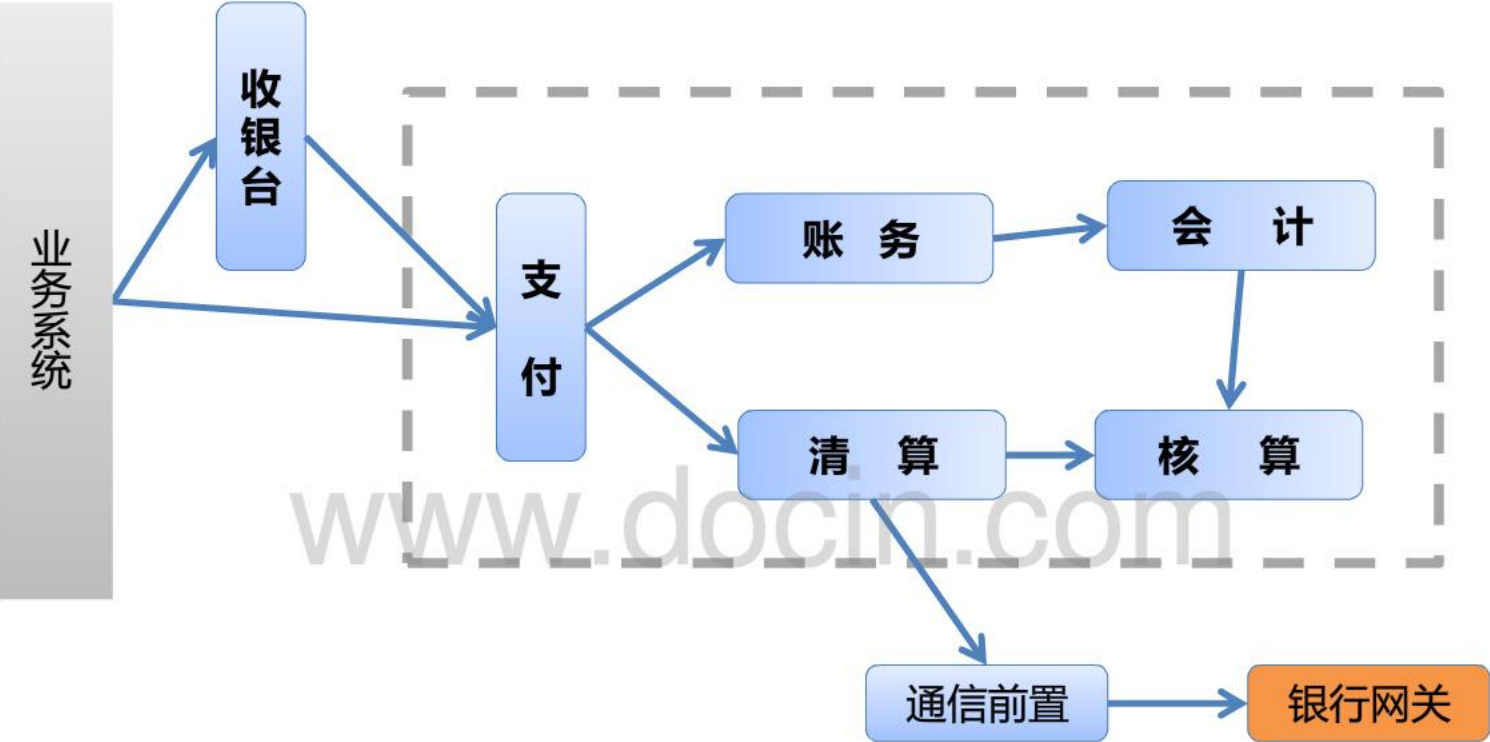 业务系统
收银台
支付
账 务
会 计
清 算
核 算
www.docin.com
通信前置
银行网关